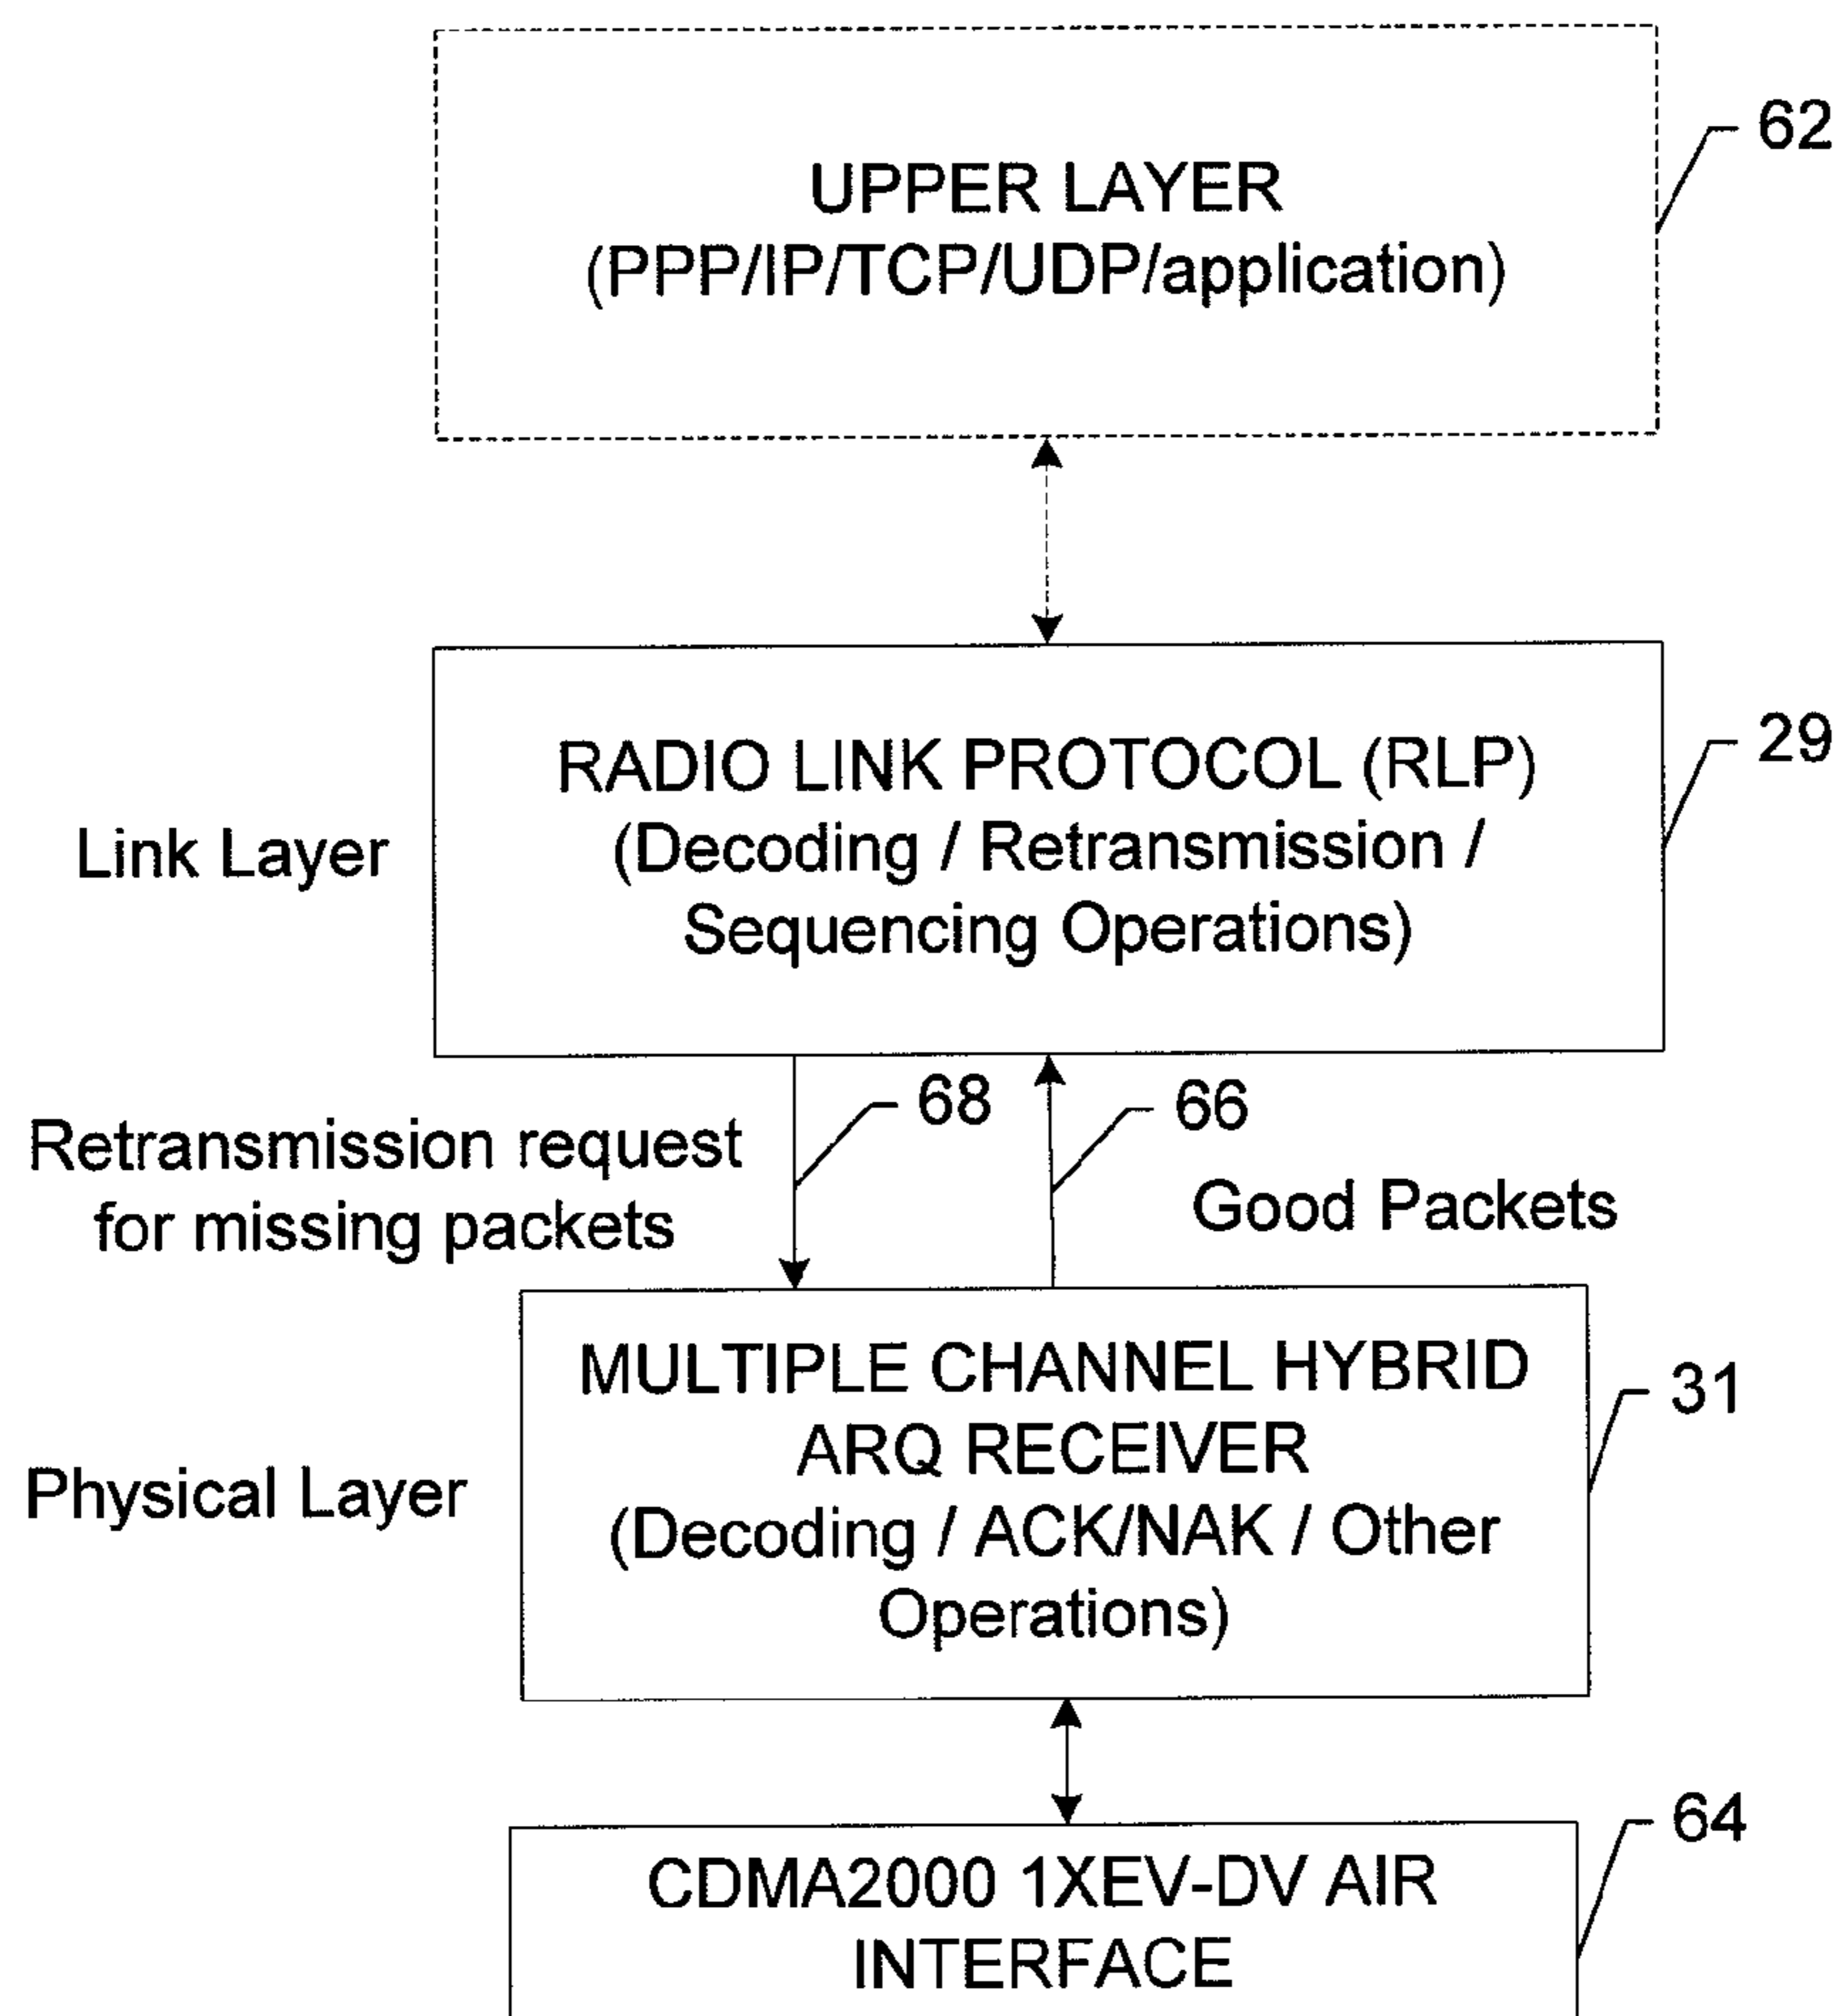 UPPER LAYER
(PPP/IP/TCP/UDP/application)
62
RADIO LINK PROTOCOL (RLP)
(Decoding / Retransmission /
Sequencing Operations)
29
Link Layer
68
66
Retransmission request
for missing packets
Good Packets
MULTIPLE CHANNEL HYBRID
ARQ RECEIVER
(Decoding / ACK/NAK / Other
Operations)
31
Physical Layer
64
CDMA2000 1XEV-DV AIR
INTERFACE